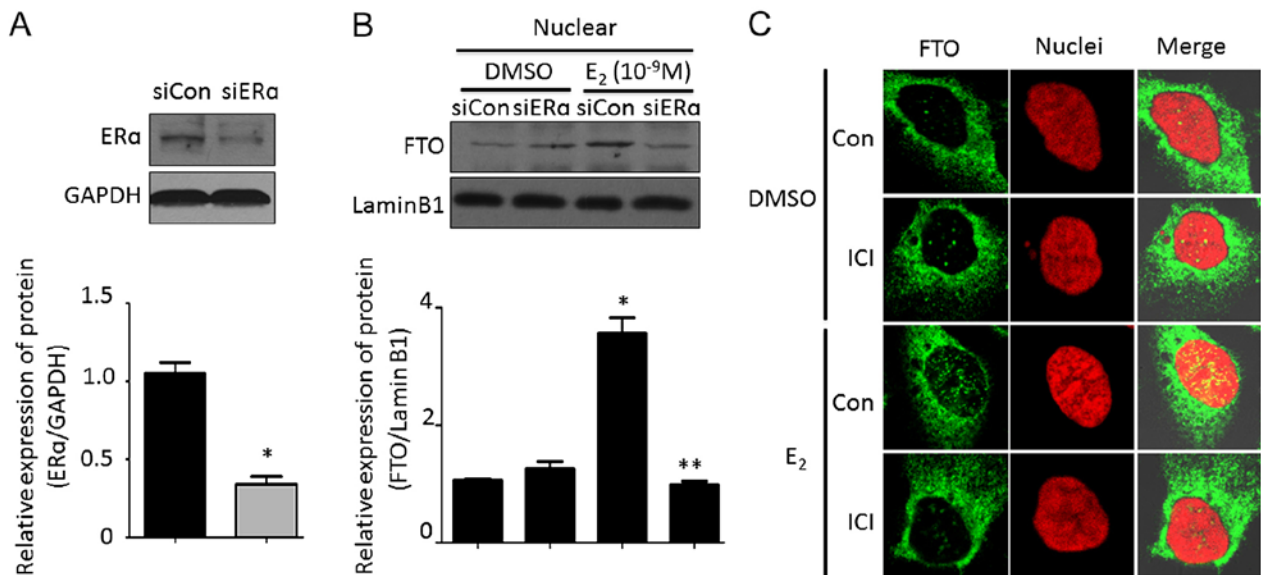 A
siCon siERα
ERα
GAPDH
Relative expression of protein
(ERα/GAPDH)
1.5
1.0
0.5
0
*
B
Nuclear
DMSO E₂ (10⁻⁹M)
siCon siERα siCon siERα
FTO
LaminB1
Relative expression of protein
(FTO/Lamin B1)
4
2
0
*
**
C
FTO Nuclei Merge
DMSO
Con
ICI
E₂
Con
ICI